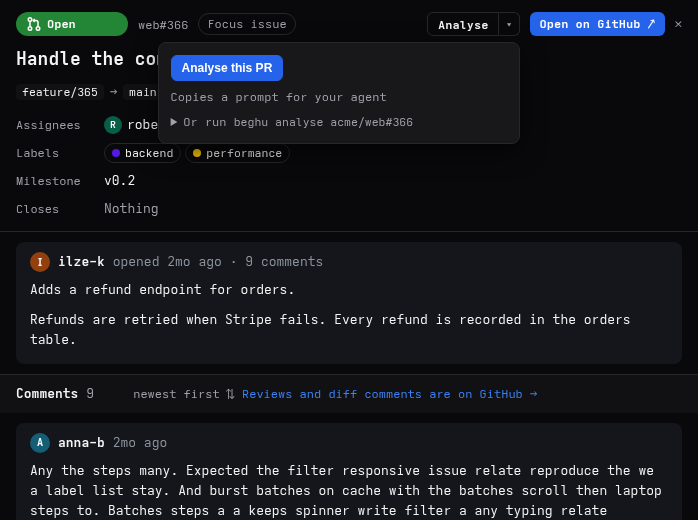 Open web#366 Focus issue Analyse ▾ Open on GitHub ↗ ×
Handle the
Analyse this PR
feature/365 → main
Copies a prompt for your agent
Assignees R robe
▶ Or run beghu analyse acme/web#366
Labels backend performance
Milestone v0.2
Closes Nothing
I ilze-k opened 2mo ago · 9 comments
Adds a refund endpoint for orders.
Refunds are retried when Stripe fails. Every refund is recorded in the orders
table.
Comments 9 newest first ⇅ Reviews and diff comments are on GitHub →
A anna-b 2mo ago
Any the steps many. Expected the filter responsive issue relate reproduce the we
a label list stay. And burst batches on cache with the batches scroll then laptop
steps to. Batches steps a a keeps spinner write filter a any typing relate